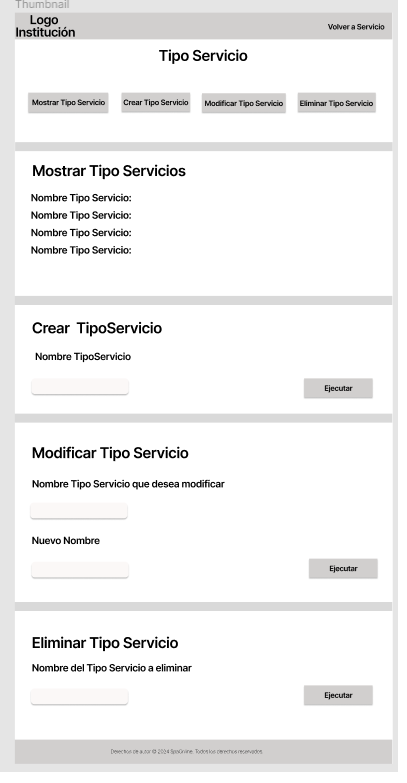 Thumbnail
Logo
Institución
Volver a Servicio
Tipo Servicio
Mostrar Tipo Servicio
Crear Tipo Servicio
Modificar Tipo Servicio
Eliminar Tipo Servicio
Mostrar Tipo Servicios
Nombre Tipo Servicio:
Nombre Tipo Servicio:
Nombre Tipo Servicio:
Nombre Tipo Servicio:
Crear TipoServicio
Nombre TipoServicio
Ejecutar
Modificar Tipo Servicio
Nombre Tipo Servicio que desea modificar
Nuevo Nombre
Ejecutar
Eliminar Tipo Servicio
Nombre del Tipo Servicio a eliminar
Ejecutar
Derechos de autor © 2024 Todos los derechos reservados.